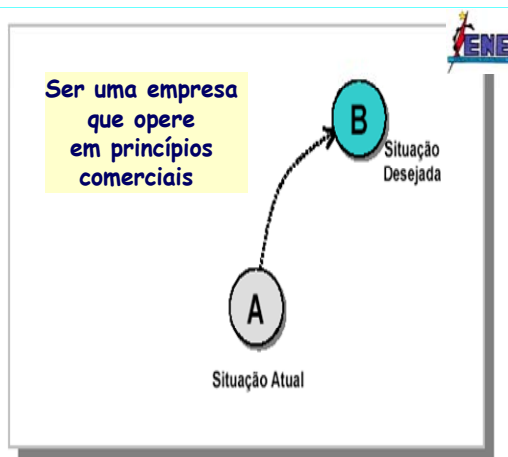 ENE
Ser uma empresa
que opere
em princípios
comerciais
B
Situação
Desejada
A
Situação Atual